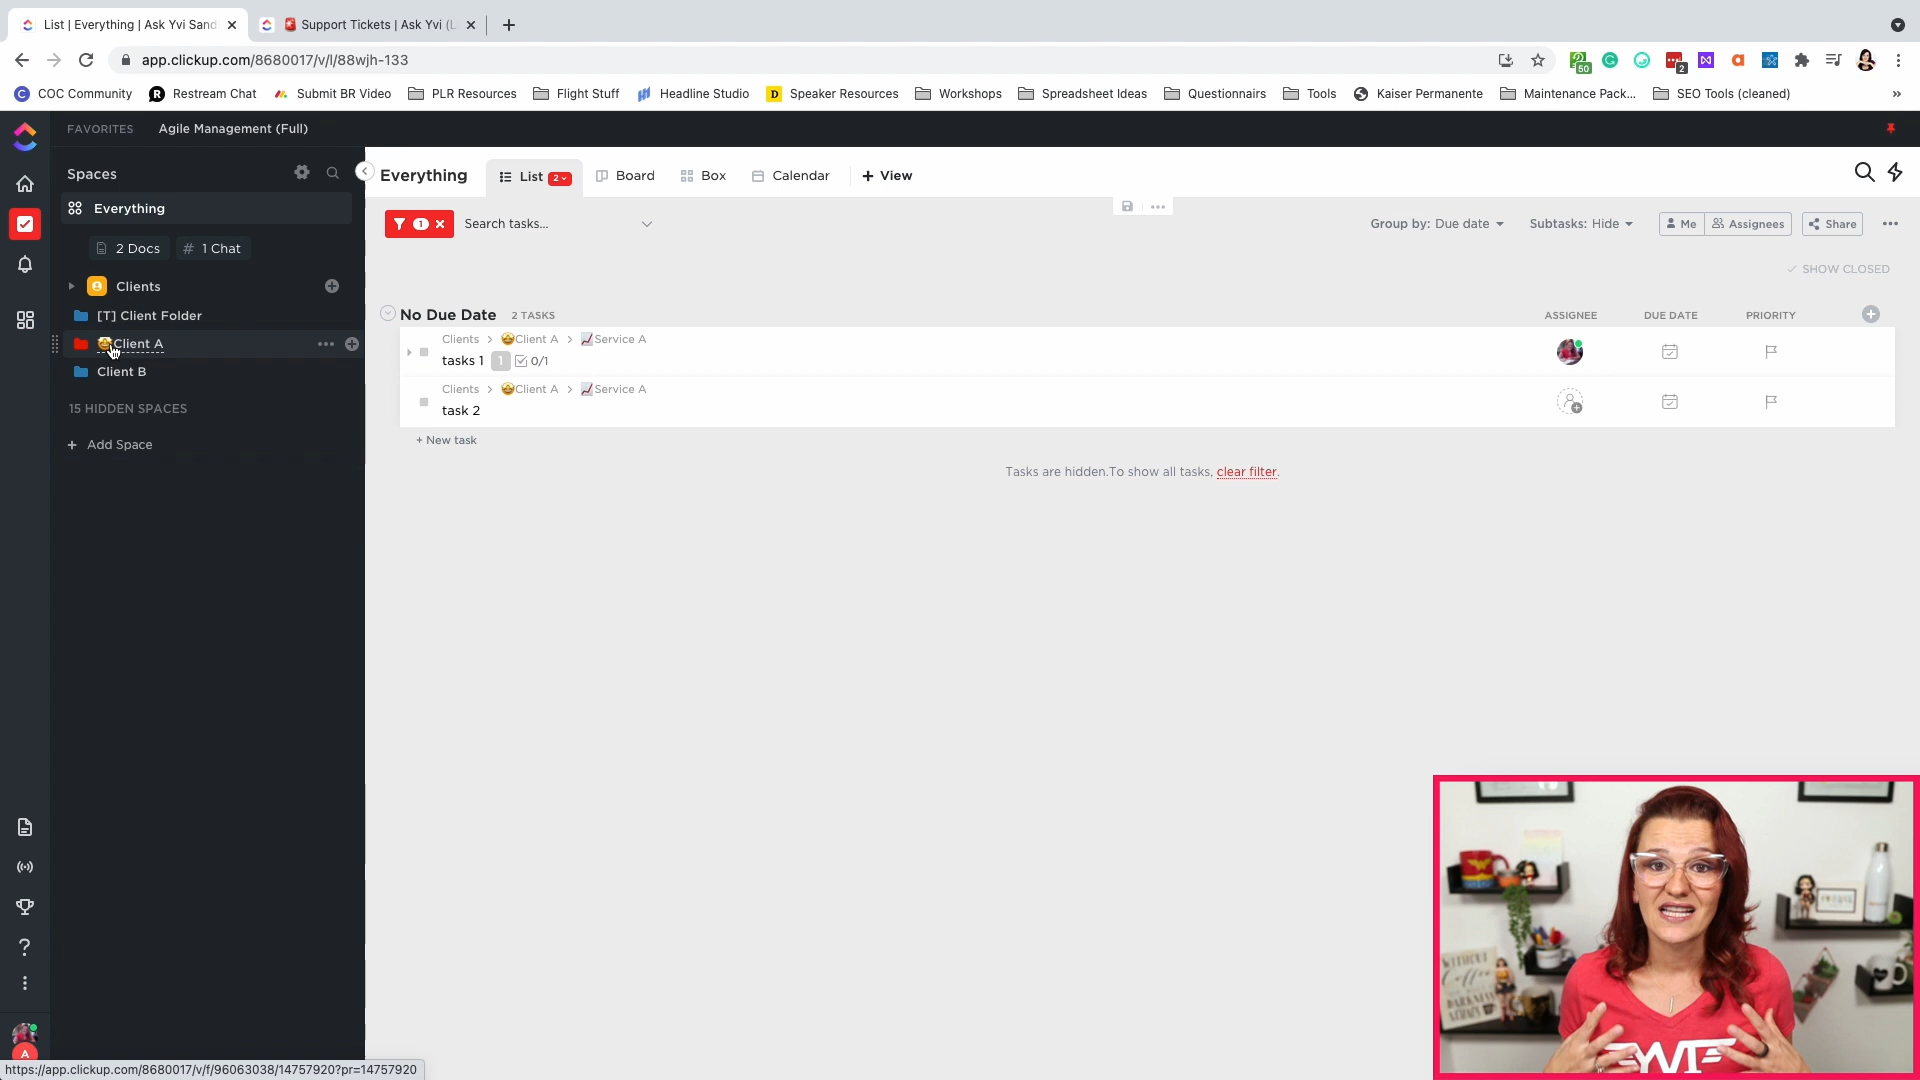 List | Everything | Ask Yvi Sand
Support Tickets | Ask Yvi (L
app.clickup.com/8680017/v/l/88wjh-133
50
2
COC Community
Restream Chat
Submit BR Video
PLR Resources
Flight Stuff
Headline Studio
Speaker Resources
Workshops
Spreadsheet Ideas
Questionnairs
Tools
Kaiser Permanente
Maintenance Pack...
SEO Tools (cleaned)
FAVORITES
Agile Management (Full)
Spaces
Everything
2 Docs
# 1 Chat
Clients
[T] Client Folder
Client A
Client B
15 HIDDEN SPACES
+ Add Space
Everything
List 2
Board
Box
Calendar
+ View
1
Search tasks...
Group by: Due date
Subtasks: Hide
Me
Assignees
Share
SHOW CLOSED
No Due Date
2 TASKS
ASSIGNEE
DUE DATE
PRIORITY
Clients > 🤩Client A > 📈Service A
tasks 1 1 0/1
Clients > 🤩Client A > 📈Service A
task 2
+ New task
Tasks are hidden.To show all tasks, clear filter.
A
https://app.clickup.com/8680017/v/f/96063038/14757920?pr=14757920
WITHOUT
Coffee
DARKNESS